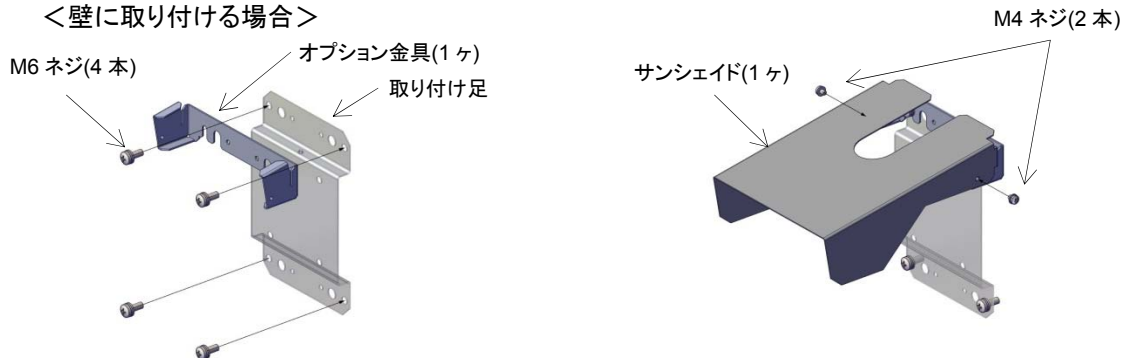 ＜壁に取り付ける場合＞
M6 ネジ(4 本)
オプション金具(1 ヶ)
取り付け足
サンシェイド(1 ヶ)
M4 ネジ(2 本)